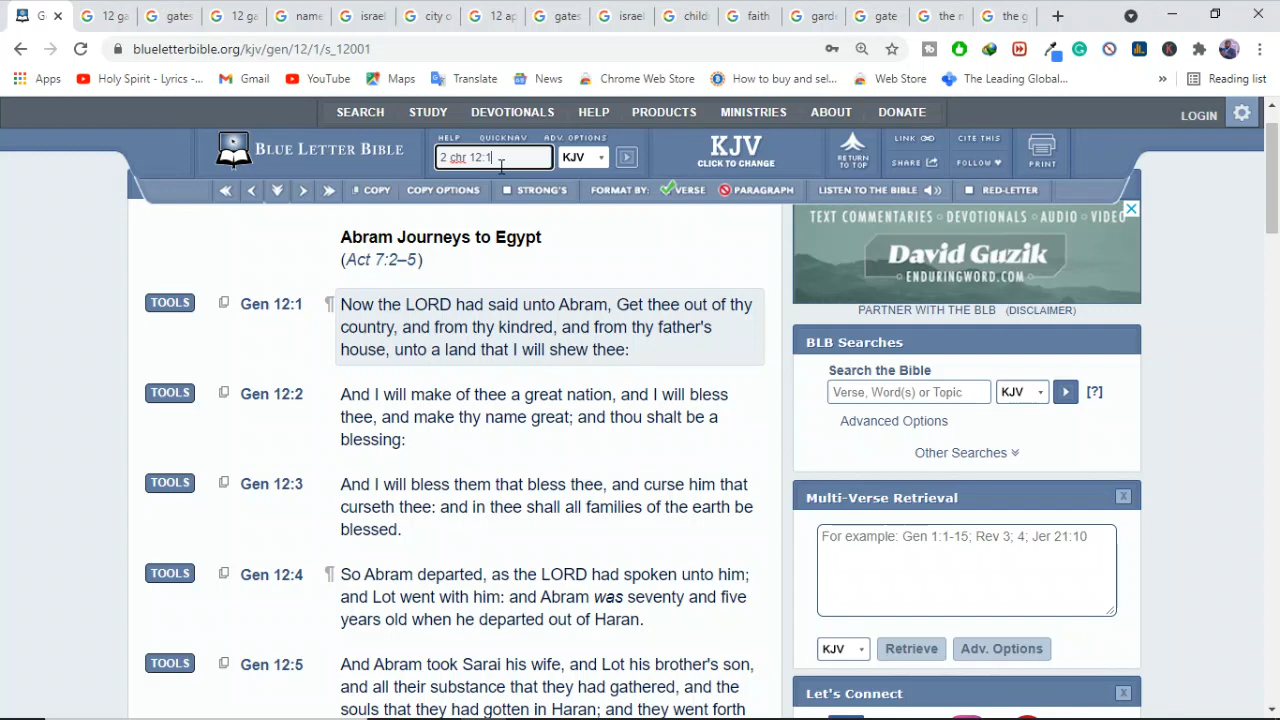 G
12 ga
gates
12 ga
name
israel
city o
12 ap
gates
israel
childi
faith
gard
gate
the n
the g
blueletterbible.org/kjv/gen/12/1/s_12001
Apps
Holy Spirit - Lyrics -...
Gmail
YouTube
Maps
Translate
News
Chrome Web Store
How to buy and sel...
Web Store
The Leading Global...
»
Reading list
SEARCH STUDY DEVOTIONALS HELP PRODUCTS MINISTRIES ABOUT DONATE
LOGIN
BLUE LETTER BIBLE
HELP QUICKNAV ADV. OPTIONS
2 chr 12:1
KJV
KJV
CLICK TO CHANGE
RETURN
TO TOP
LINK
CITE THIS
SHARE
FOLLOW
PRINT
COPY COPY OPTIONS STRONG'S FORMAT BY: VERSE PARAGRAPH LISTEN TO THE BIBLE RED-LETTER
Abram Journeys to Egypt
(Act 7:2–5)
TOOLS Gen 12:1 ¶ Now the LORD had said unto Abram, Get thee out of thy
country, and from thy kindred, and from thy father's
house, unto a land that I will shew thee:
TOOLS Gen 12:2 And I will make of thee a great nation, and I will bless
thee, and make thy name great; and thou shalt be a
blessing:
TOOLS Gen 12:3 And I will bless them that bless thee, and curse him that
curseth thee: and in thee shall all families of the earth be
blessed.
TOOLS Gen 12:4 ¶ So Abram departed, as the LORD had spoken unto him;
and Lot went with him: and Abram was seventy and five
years old when he departed out of Haran.
TOOLS Gen 12:5 And Abram took Sarai his wife, and Lot his brother's son,
and all their substance that they had gathered, and the
souls that they had gotten in Haran; and they went forth
TEXT COMMENTARIES • DEVOTIONALS • AUDIO • VIDEO
David Guzik
ENDURINGWORD.COM
PARTNER WITH THE BLB (DISCLAIMER)
BLB Searches
Search the Bible
Verse, Word(s) or Topic
KJV
[?]
Advanced Options
Other Searches
Multi-Verse Retrieval
X
For example: Gen 1:1-15; Rev 3; 4; Jer 21:10
KJV
Retrieve
Adv. Options
Let's Connect
X